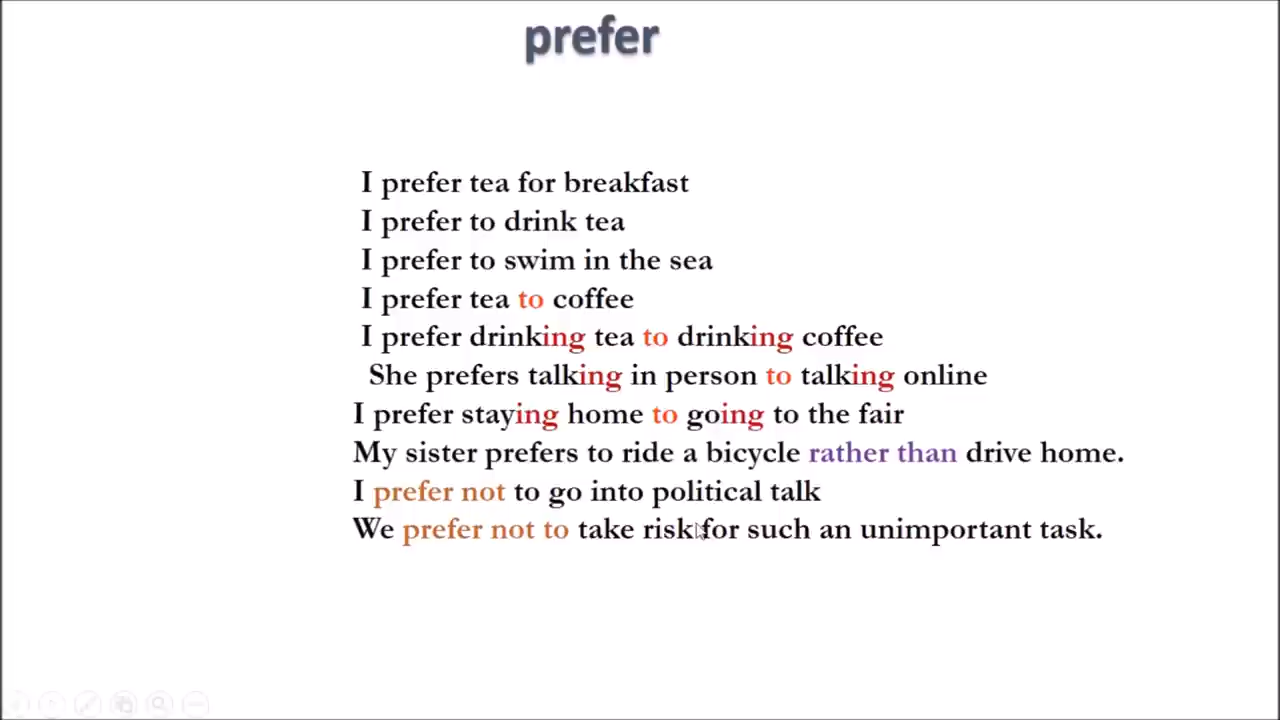 prefer
I prefer tea for breakfast
I prefer to drink tea
I prefer to swim in the sea
I prefer tea to coffee
I prefer drinking tea to drinking coffee
She prefers talking in person to talking online
I prefer staying home to going to the fair
My sister prefers to ride a bicycle rather than drive home.
I prefer not to go into political talk
We prefer not to take risk for such an unimportant task.